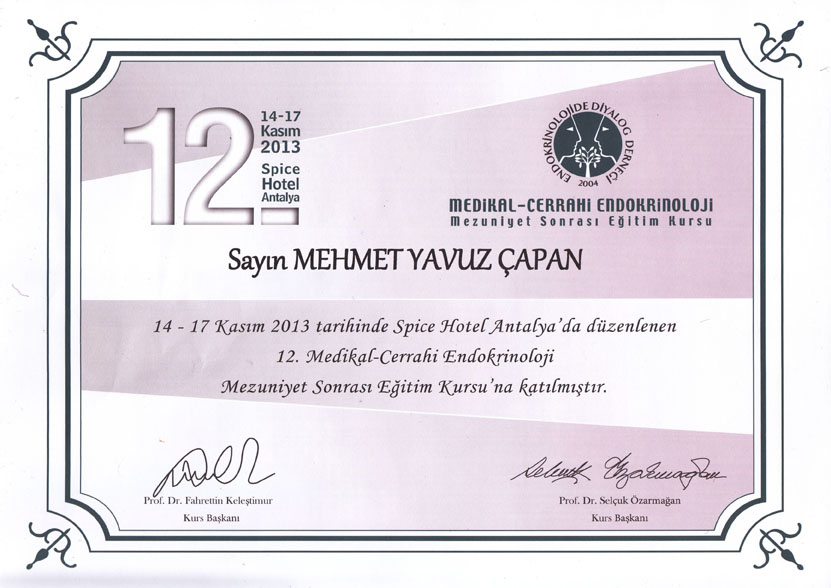 12.
14-17
Kasım
2013
Spice
Hotel
Antalya
ENDOKRİNOLOJİDE DİYALOG DERNEĞİ
2004
MEDİKAL-CERRAHİ ENDOKRİNOLOJİ
Mezuniyet Sonrası Eğitim Kursu
Sayın MEHMET YAVUZ ÇAPAN
14 - 17 Kasım 2013 tarihinde Spice Hotel Antalya'da düzenlenen
12. Medikal-Cerrahi Endokrinoloji
Mezuniyet Sonrası Eğitim Kursu'na katılmıştır.
Selçuk Özarmağan
Prof. Dr. Fahrettin Keleştimur
Kurs Başkanı
Prof. Dr. Selçuk Özarmağan
Kurs Başkanı